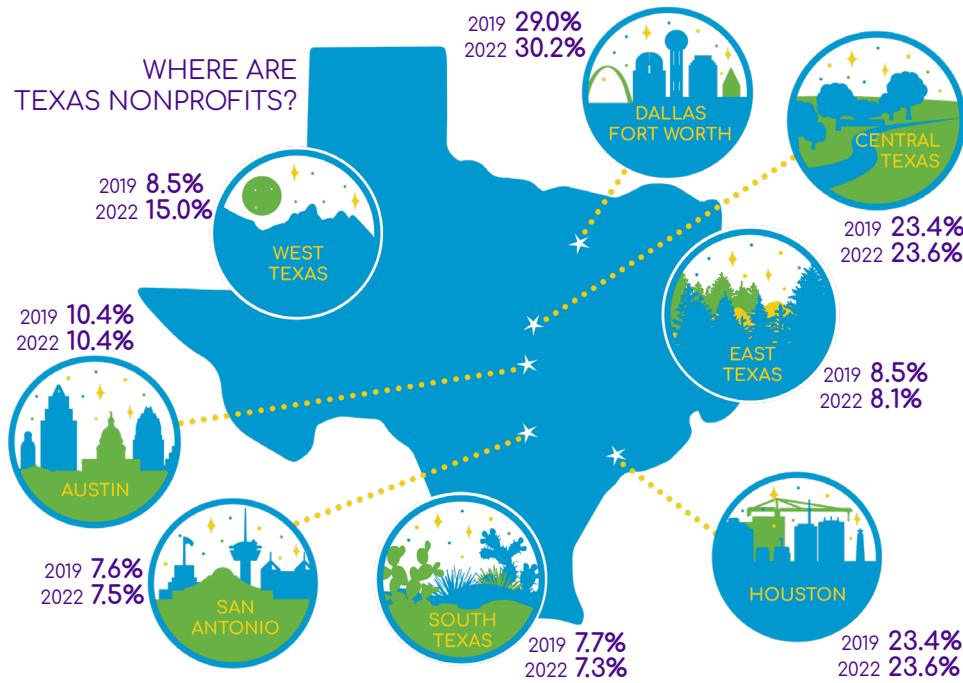 WHERE ARE
TEXAS NONPROFITS?
2019 29.0%
2022 30.2%
DALLAS
FORT WORTH
CENTRAL
TEXAS
2019 23.4%
2022 23.6%
2019 8.5%
2022 15.0%
WEST
TEXAS
EAST
TEXAS
2019 8.5%
2022 8.1%
2019 10.4%
2022 10.4%
AUSTIN
2019 7.6%
2022 7.5%
SAN
ANTONIO
SOUTH
TEXAS
2019 7.7%
2022 7.3%
HOUSTON
2019 23.4%
2022 23.6%